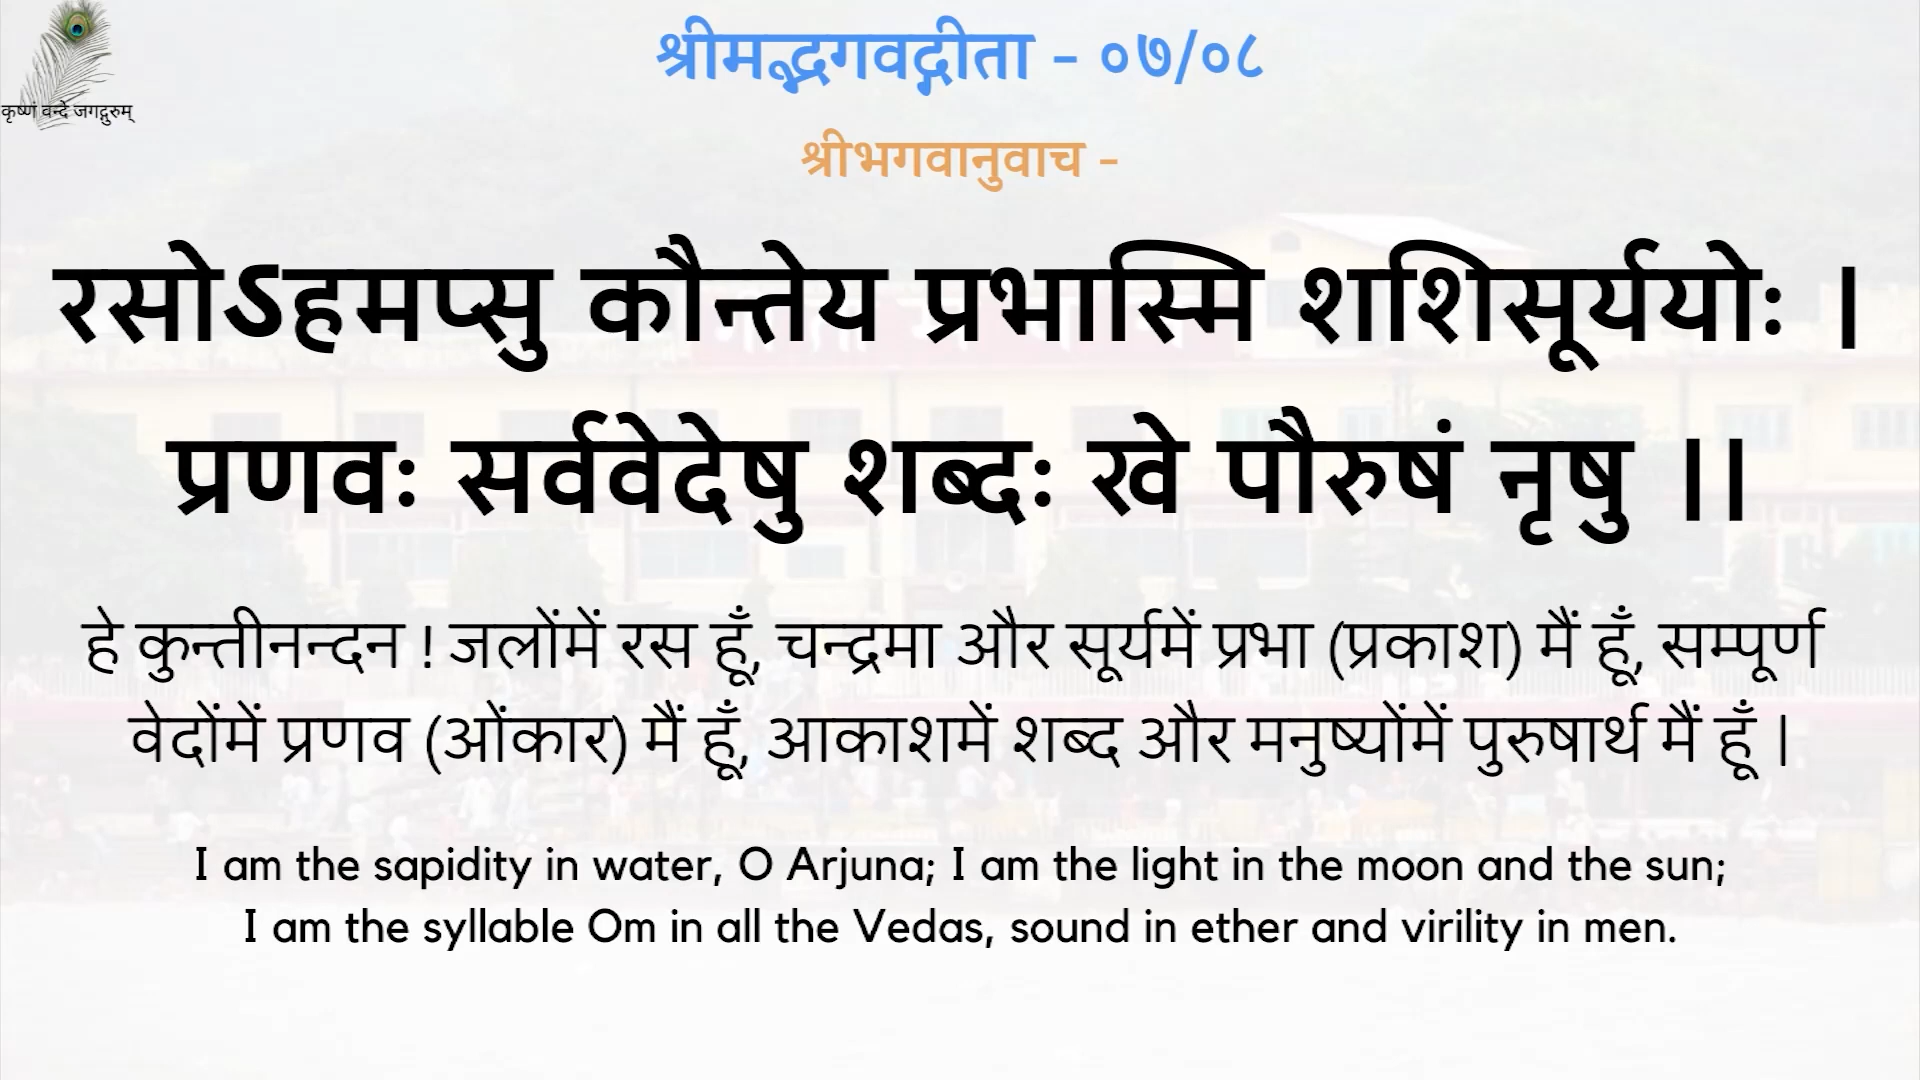 श्रीमद्भगवद्गीता - ०७/०८
कृष्णं वन्दे जगद्गुरुम्
श्रीभगवानुवाच -
रसोऽहमप्सु कौन्तेय प्रभास्मि शशिसूर्ययोः ।
प्रणवः सर्ववेदेषु शब्दः खे पौरुषं नृषु ।।
हे कुन्तीनन्दन ! जलोंमें रस हूँ, चन्द्रमा और सूर्यमें प्रभा (प्रकाश) मैं हूँ, सम्पूर्ण
वेदोंमें प्रणव (ओंकार) मैं हूँ, आकाशमें शब्द और मनुष्योंमें पुरुषार्थ मैं हूँ ।
I am the sapidity in water, O Arjuna; I am the light in the moon and the sun;
I am the syllable Om in all the Vedas, sound in ether and virility in men.